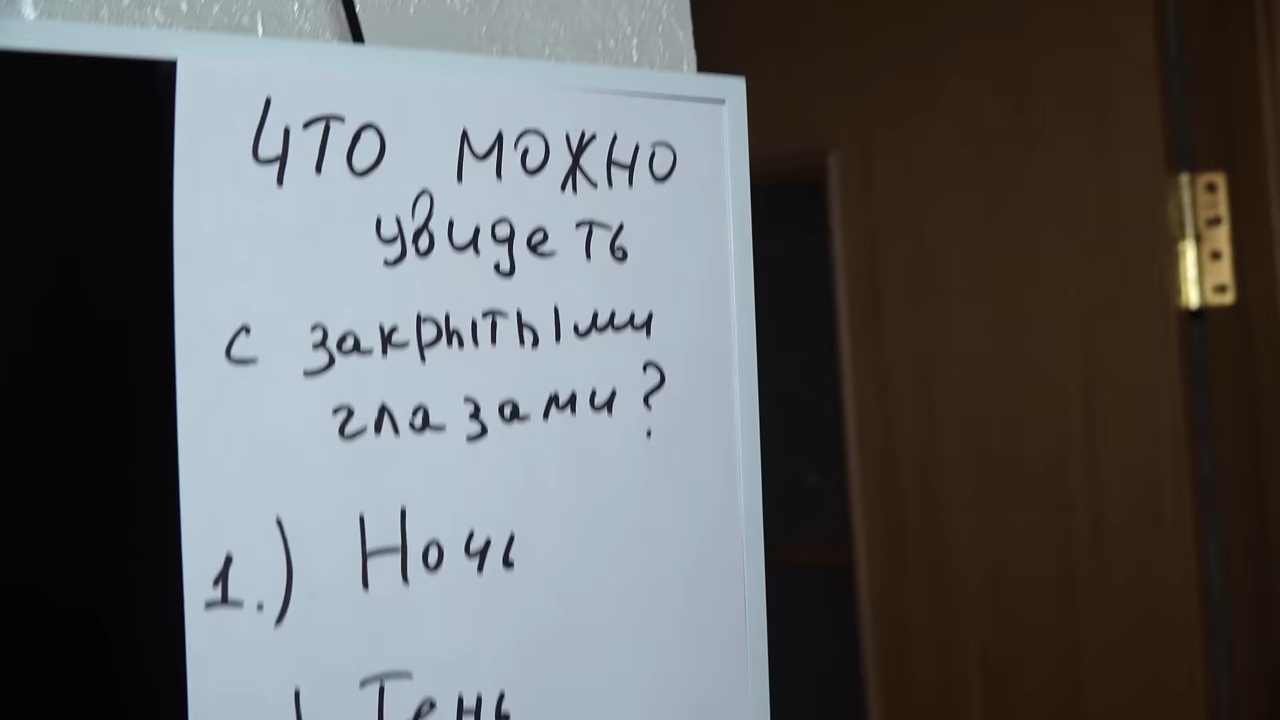 Что можно
увидеть
с закрытыми
глазами?
1.) Ночь
) Тень